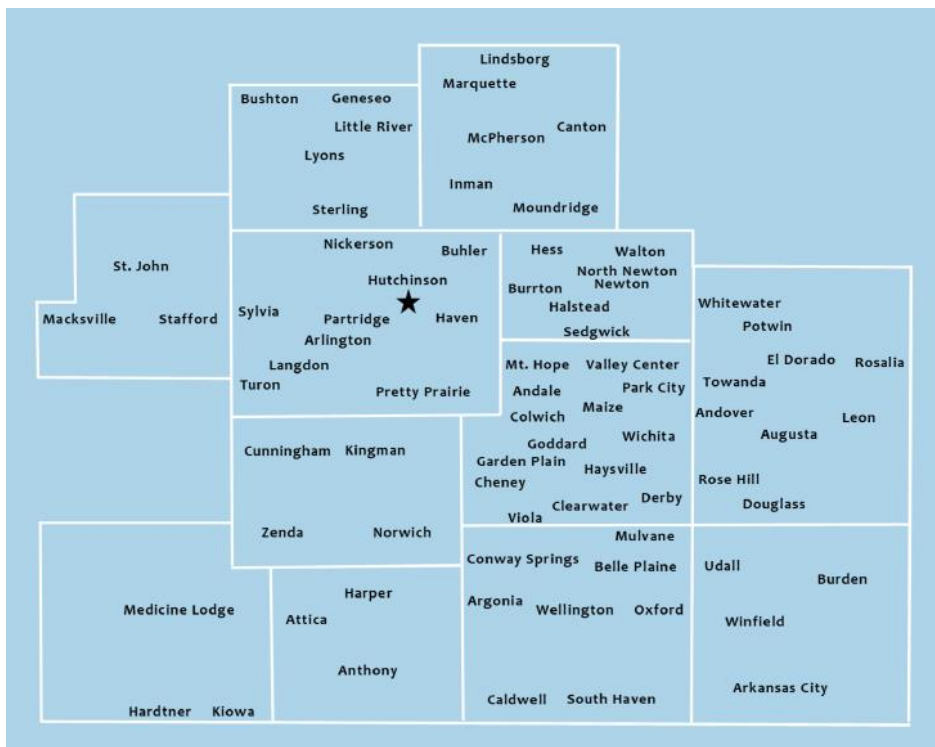 Lindsborg
Marquette
Bushton
Geneseo
Little River
Canton
McPherson
Lyons
Inman
Sterling
Moundridge
Nickerson
Buhler
Hess
Walton
St. John
North Newton
Hutchinson
Newton
Burrton
Halstead
Whitewater
Macksville
Stafford
Sylvia
Partridge
Haven
Sedgwick
Potwin
Arlington
Langdon
Mt. Hope
Valley Center
El Dorado
Rosalia
Turon
Pretty Prairie
Andale
Park City
Towanda
Colwich
Maize
Andover
Leon
Goddard
Wichita
Augusta
Cunningham
Kingman
Garden Plain
Haysville
Cheney
Rose Hill
Clearwater
Derby
Douglass
Viola
Zenda
Norwich
Mulvane
Conway Springs
Belle Plaine
Udall
Burden
Harper
Medicine Lodge
Attica
Argonia
Wellington
Oxford
Winfield
Anthony
Arkansas City
Caldwell
South Haven
Hardtner
Kiowa